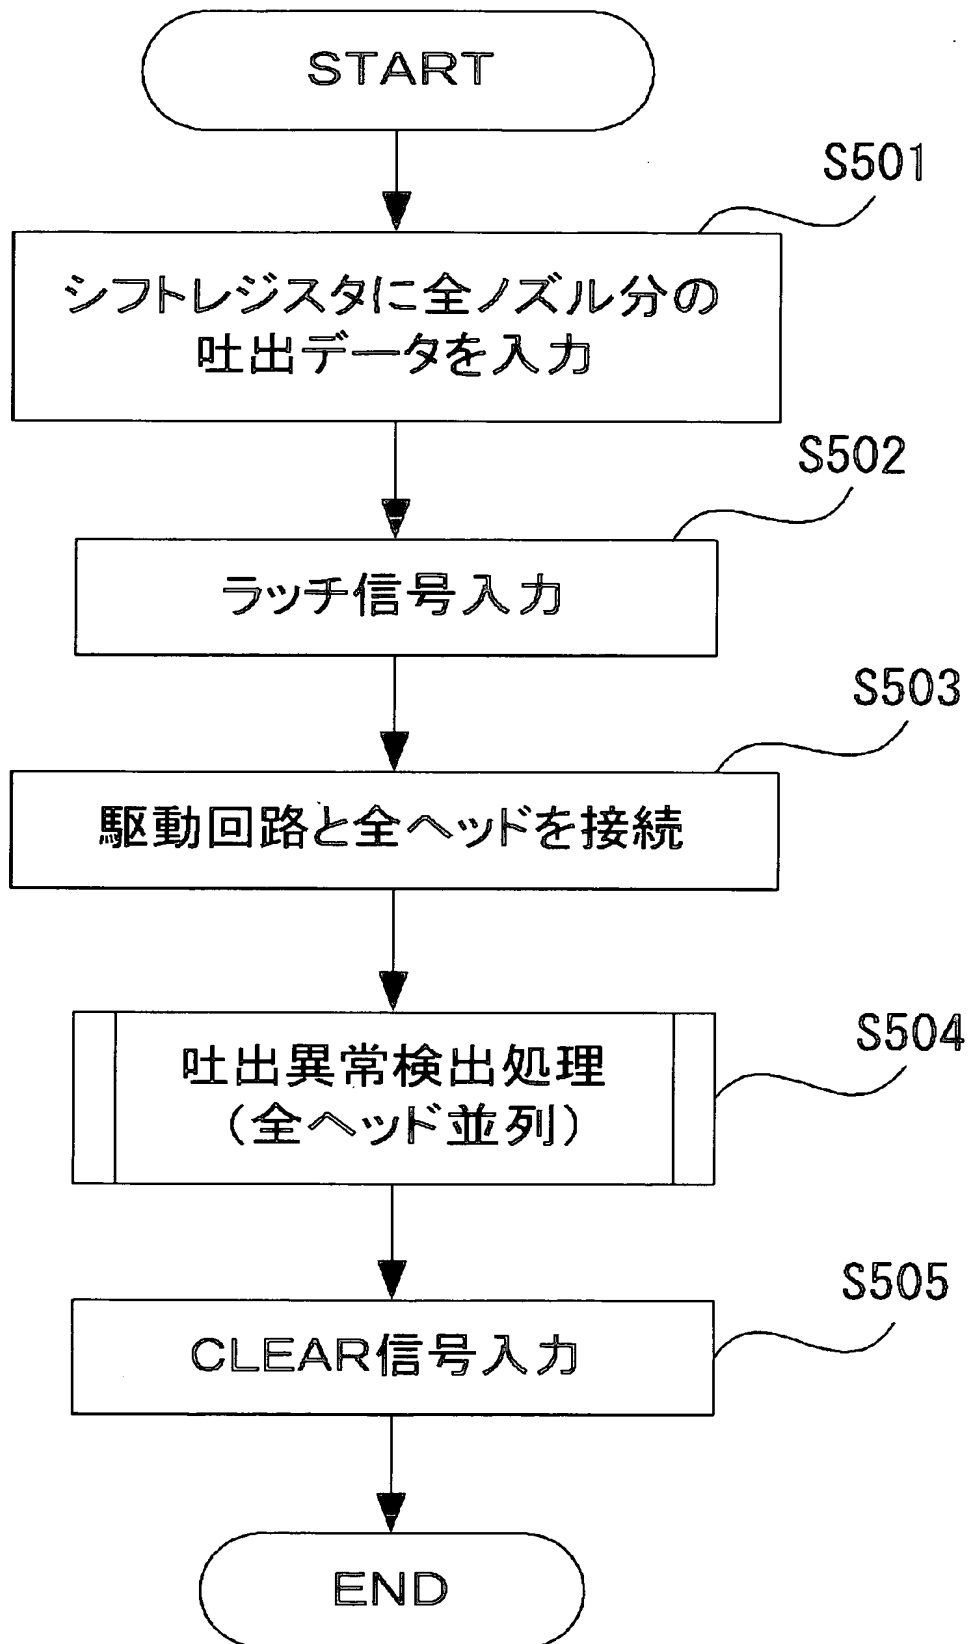 START
S501
シフトレジスタに全ノズル分の
吐出データを入力
S502
ラッチ信号入力
S503
駆動回路と全ヘッドを接続
S504
吐出異常検出処理
(全ヘッド並列)
S505
CLEAR信号入力
END